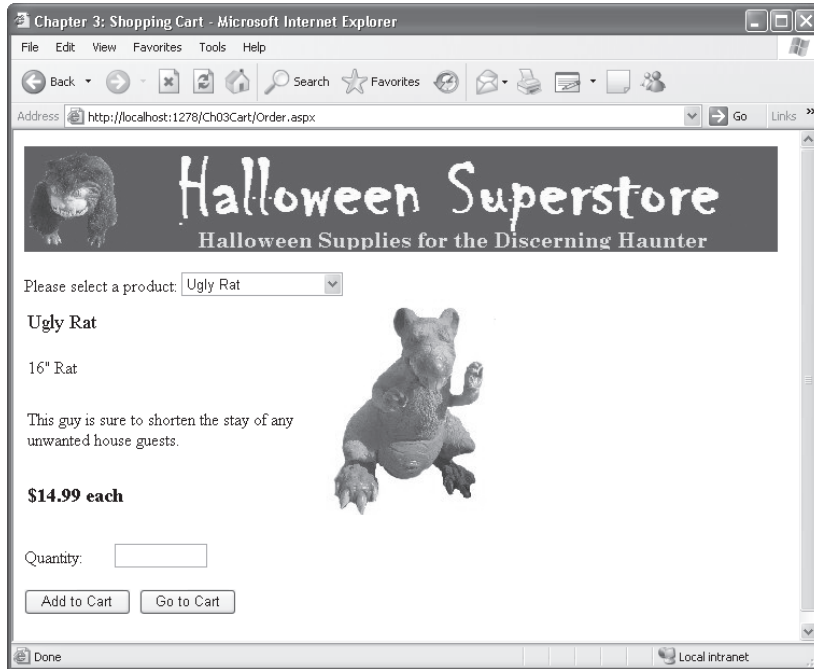 Chapter 3: Shopping Cart - Microsoft Internet Explorer
File Edit View Favorites Tools Help
Back Search Favorites
Address http://localhost:1278/Ch03Cart/Order.aspx Go Links »
Halloween Superstore
Halloween Supplies for the Discerning Haunter
Please select a product: Ugly Rat
Ugly Rat
16" Rat
This guy is sure to shorten the stay of any
unwanted house guests.
$14.99 each
Quantity:
Add to Cart Go to Cart
Done Local intranet